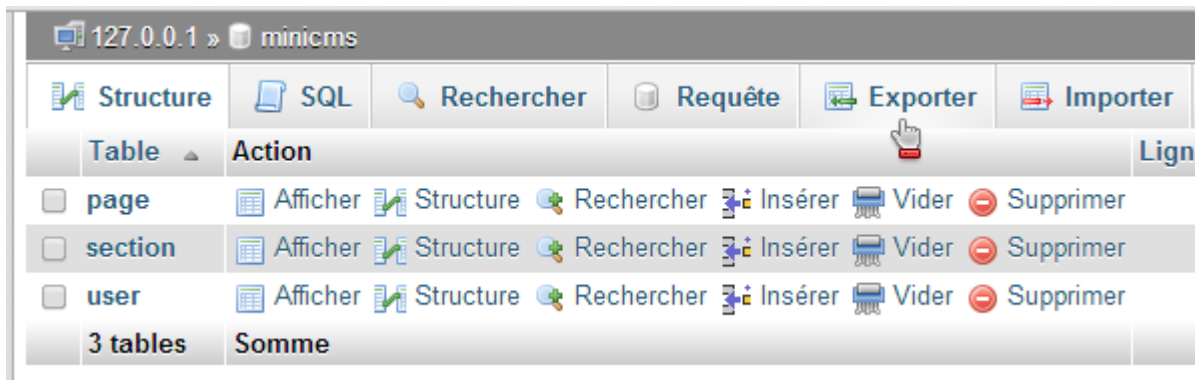 127.0.0.1 » minicms
Structure SQL Rechercher Requête Exporter Importer
Table Action Lign
page Afficher Structure Rechercher Insérer Vider Supprimer
section Afficher Structure Rechercher Insérer Vider Supprimer
user Afficher Structure Rechercher Insérer Vider Supprimer
3 tables Somme